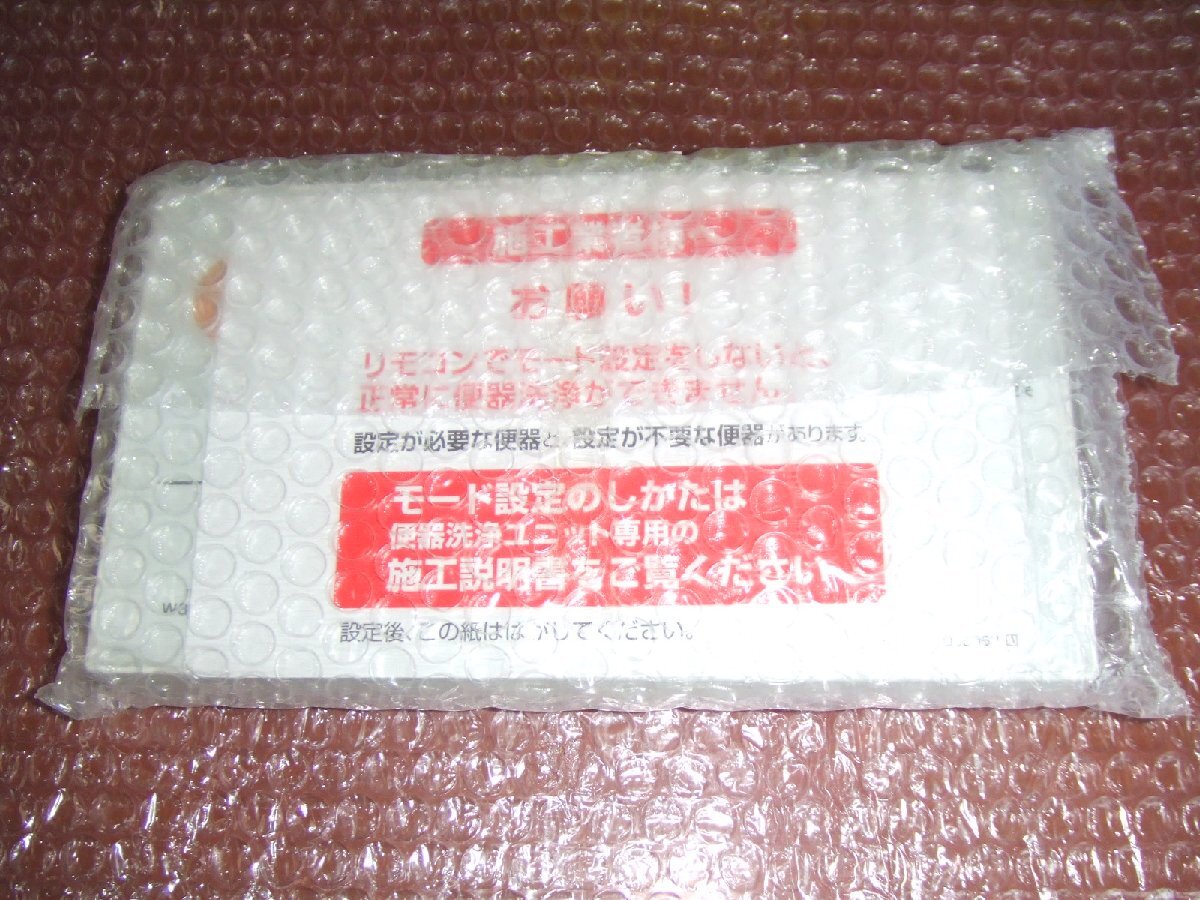 施工業者様へ
お願い!
リモコンでモード設定をしないと、
正常に便器洗浄ができません
設定が必要な便器と、設定が不要な便器があります。
モード設定のしかたは
便器洗浄ユニット専用の
施工説明書をご覧ください
設定後、この紙ははがしてください。
W3